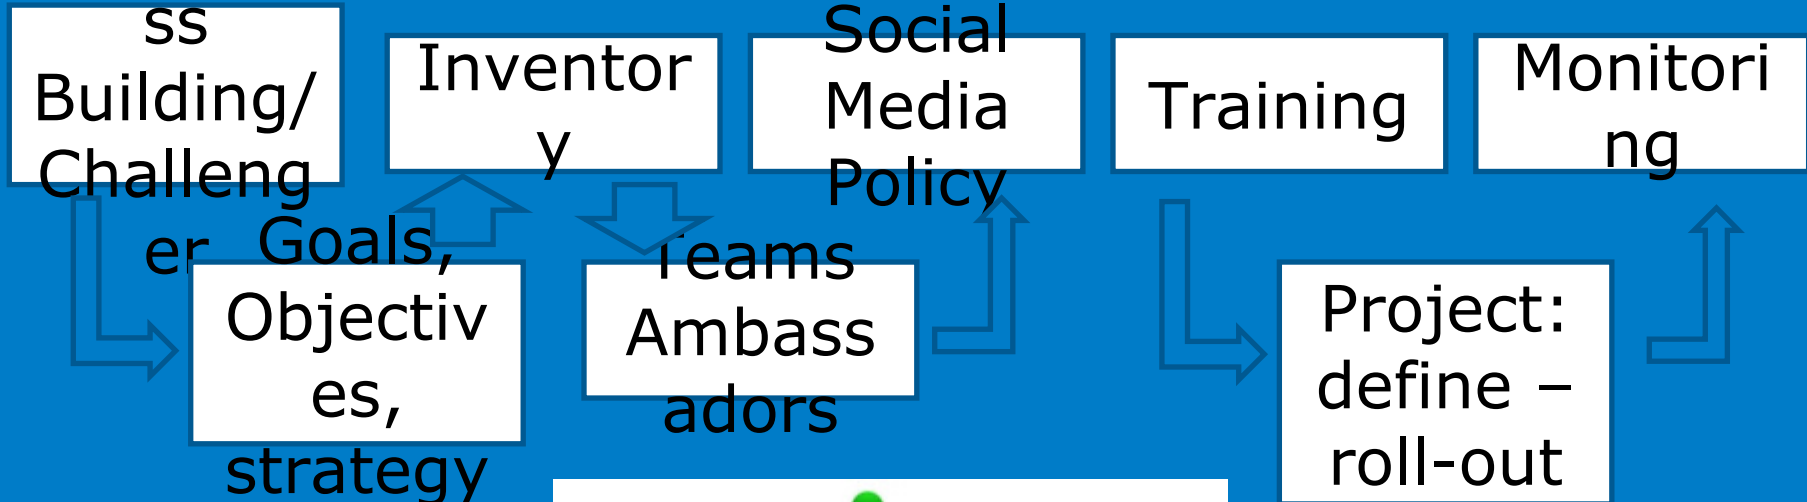 ss
Building/
Challeng
er
Goals,
Objectiv
es,
strategy
Inventor
y
Teams
Ambass
adors
Social
Media
Policy
Training
Project:
define –
roll-out
Monitori
ng